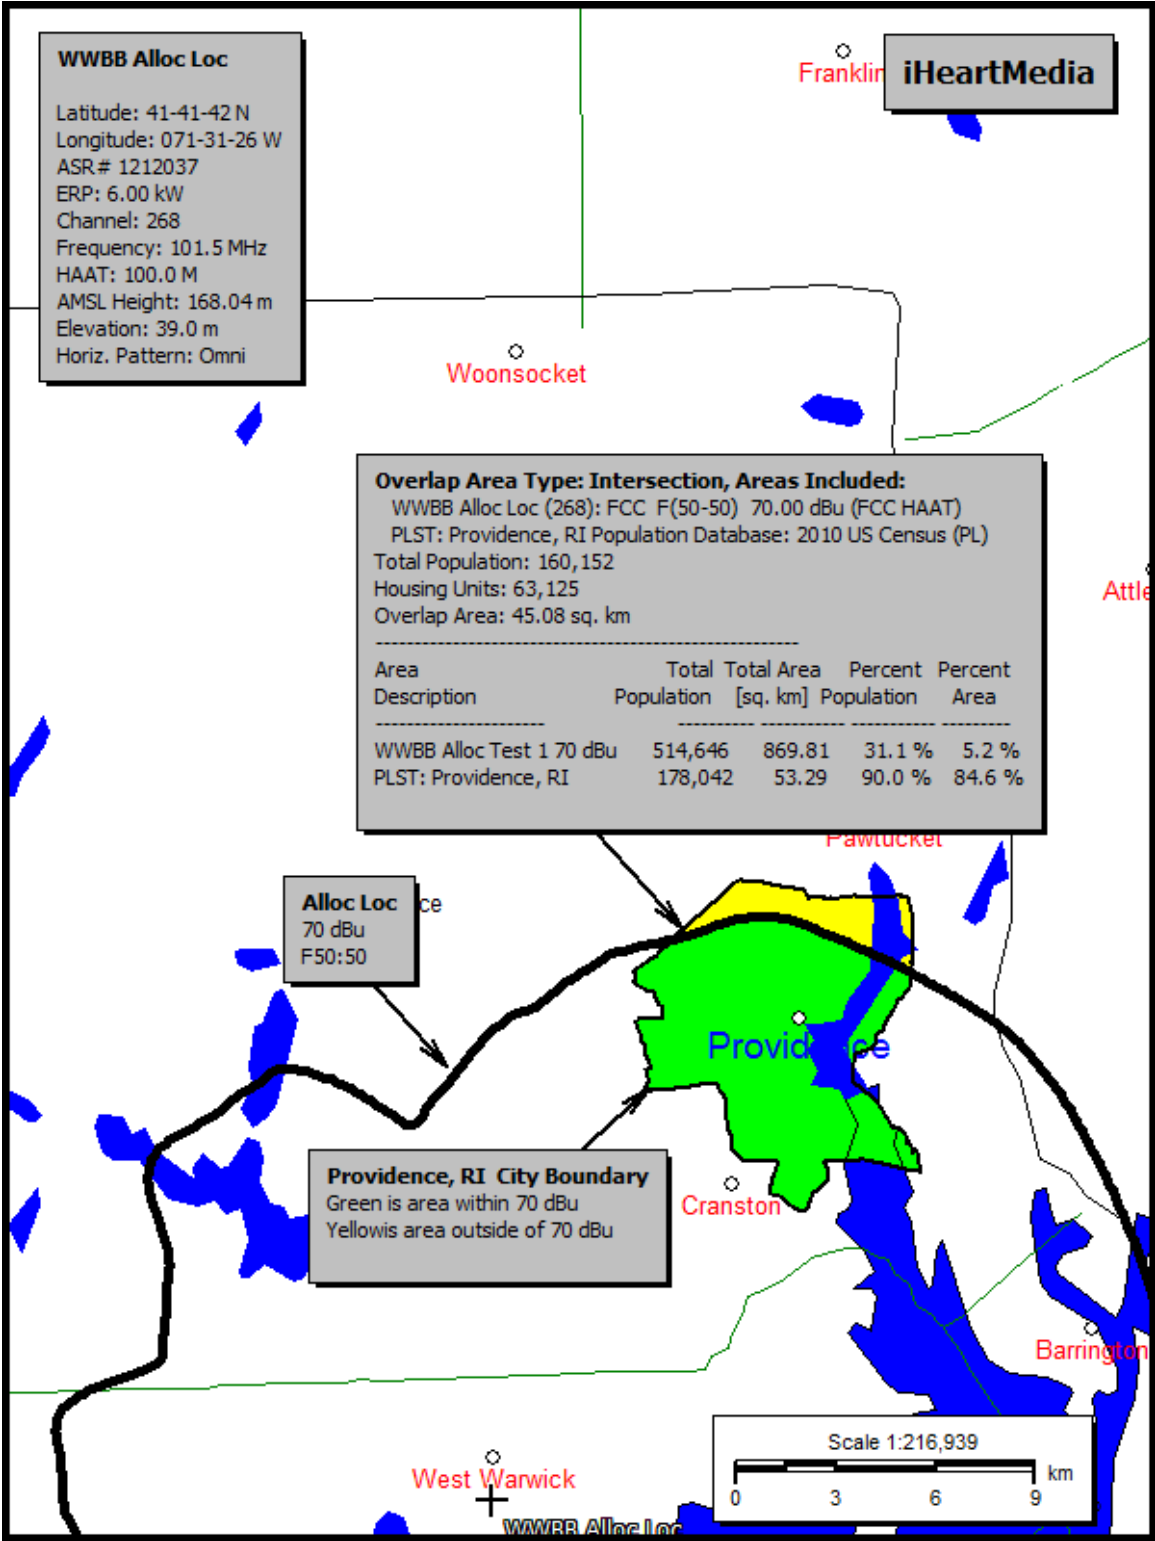 WWBB Alloc Loc
Latitude: 41-41-42 N
Longitude: 071-31-26 W
ASR# 1212037
ERP: 6.00 kW
Channel: 268
Frequency: 101.5 MHz
HAAT: 100.0 M
AMSL Height: 168.04 m
Elevation: 39.0 m
Horiz. Pattern: Omni
Franklin
iHeartMedia
Woonsocket
Overlap Area Type: Intersection, Areas Included:
WWBB Alloc Loc (268): FCC F(50-50) 70.00 dBu (FCC HAAT)
PLST: Providence, RI Population Database: 2010 US Census (PL)
Total Population: 160,152
Housing Units: 63,125
Overlap Area: 45.08 sq. km
------------------------------------------------------
Area Total Total Area Percent Percent
Description Population [sq. km] Population Area
---------------------- --------- ------------ ----------- ---------
WWBB Alloc Test 1 70 dBu 514,646 869.81 31.1 % 5.2 %
PLST: Providence, RI 178,042 53.29 90.0 % 84.6 %
Attle
Pawtucket
Alloc Loc
70 dBu
F50:50
ce
Providence
Providence, RI City Boundary
Green is area within 70 dBu
Yellowis area outside of 70 dBu
Cranston
Barrington
West Warwick
WWBB Alloc Loc
Scale 1:216,939
km
0 3 6 9